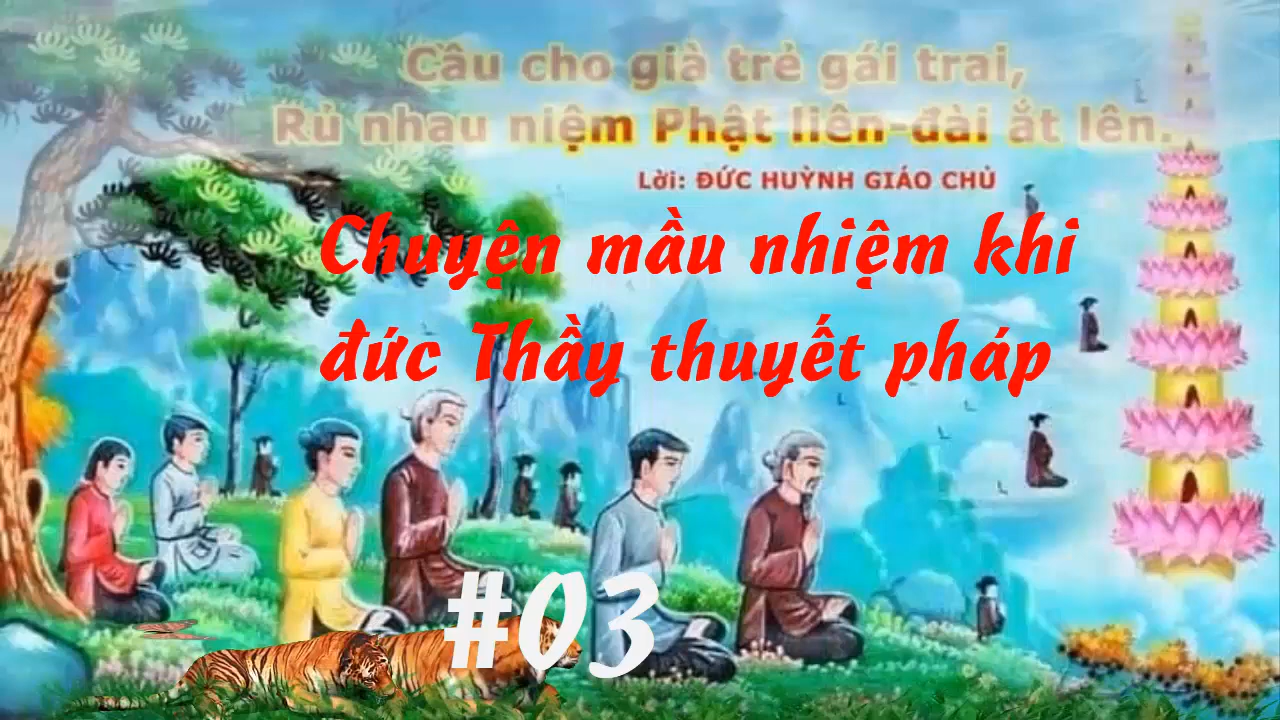 Cầu cho già trẻ gái trai,
Rủ nhau niệm Phật liên-đài ắt lên.
Lời: ĐỨC HUỲNH GIÁO CHỦ
Chuyện mầu nhiệm khi
đức Thầy thuyết pháp
#03